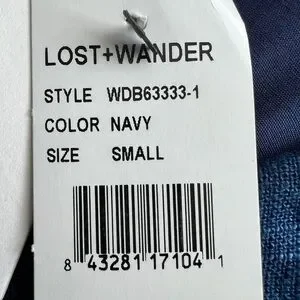 LOST+WANDER
STYLE WDB63333-1
COLOR NAVY
SIZE SMALL
8 43281 17104 1